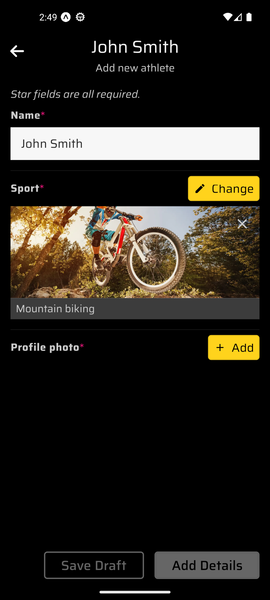 2:49
John Smith
Add new athlete
Star fields are all required.
Name*
John Smith
Sport*
Change
Mountain biking
Profile photo*
+ Add
Save Draft
Add Details